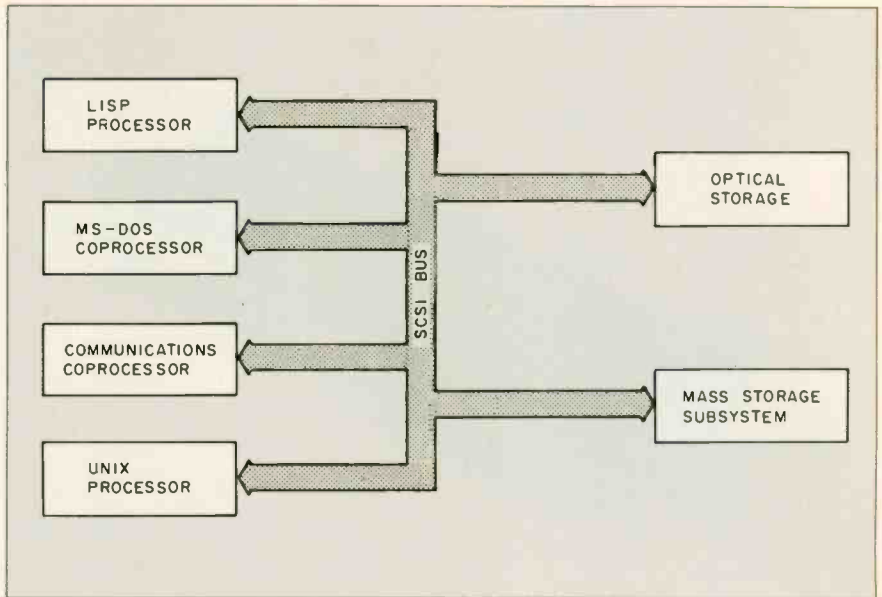 LISP
PROCESSOR
MS-DOS
COPROCESSOR
COMMUNICATIONS
COPROCESSOR
UNIX
PROCESSOR
SCSI BUS
OPTICAL
STORAGE
MASS STORAGE
SUBSYSTEM